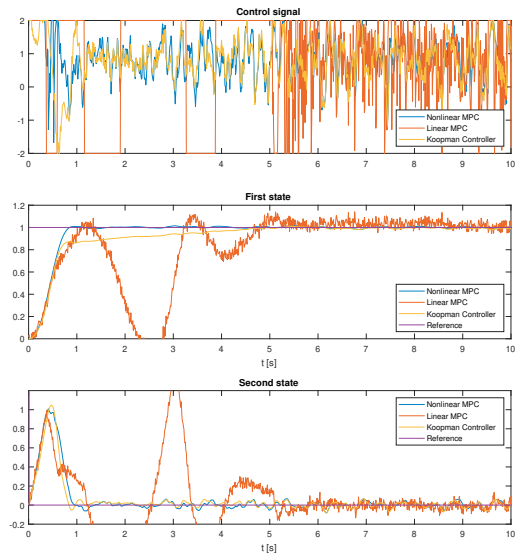 Control signal
2
1
0
-1
-2
Nonlinear MPC
Linear MPC
Koopman Controller
0 1 2 3 4 5 6 7 8 9 10
First state
1.2
1
0.8
0.6
0.4
0.2
0
Nonlinear MPC
Linear MPC
Koopman Controller
Reference
0 1 2 3 4 5 6 7 8 9 10
t [s]
Second state
1
0.8
0.6
0.4
0.2
0
-0.2
Nonlinear MPC
Linear MPC
Koopman Controller
Reference
0 1 2 3 4 5 6 7 8 9 10
t [s]